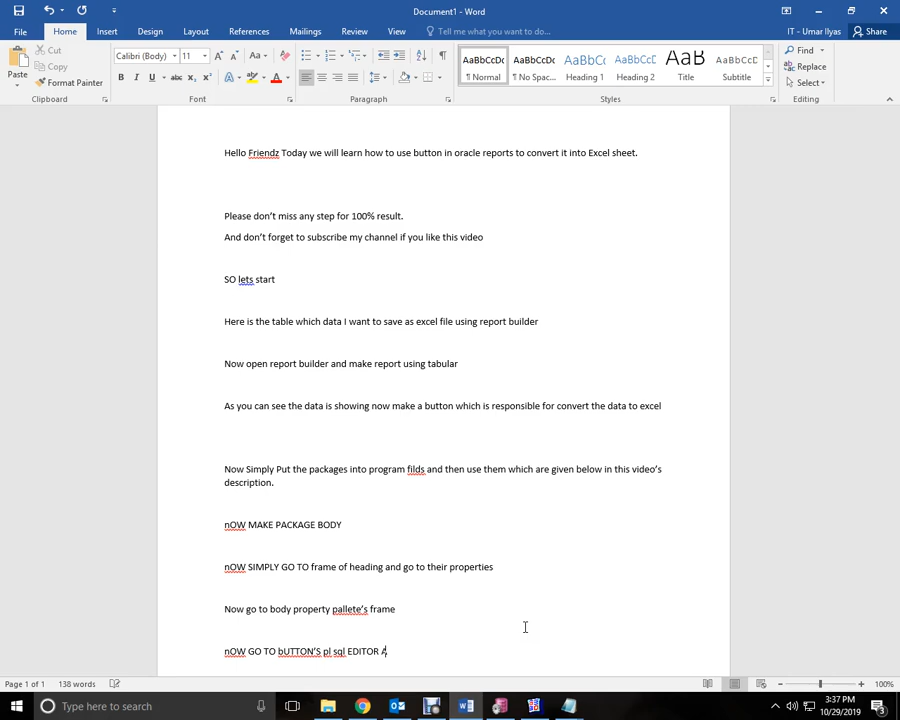 Document1 - Word
File
Home
Insert
Design
Layout
References
Mailings
Review
View
Tell me what you want to do...
IT - Umar Ilyas
Share
Paste
Cut
Copy
Format Painter
Clipboard
Calibri (Body)
11
Font
Paragraph
AaBbCcDc
¶ Normal
AaBbCcDc
¶ No Spac...
AaBbC
Heading 1
AaBbCcC
Heading 2
AaB
Title
AaBbCcD
Subtitle
Styles
Find
Replace
Select
Editing
Hello Friendz Today we will learn how to use button in oracle reports to convert it into Excel sheet.
Please don't miss any step for 100% result.
And don't forget to subscribe my channel if you like this video
SO lets start
Here is the table which data I want to save as excel file using report builder
Now open report builder and make report using tabular
As you can see the data is showing now make a button which is responsible for convert the data to excel
Now Simply Put the packages into program filds and then use them which are given below in this video's
description.
nOW MAKE PACKAGE BODY
nOW SIMPLY GO TO frame of heading and go to their properties
Now go to body property pallete's frame
nOW GO TO bUTTON'S pl sql EDITOR A
Page 1 of 1
138 words
100%
Type here to search
3:37 PM
10/29/2019
3